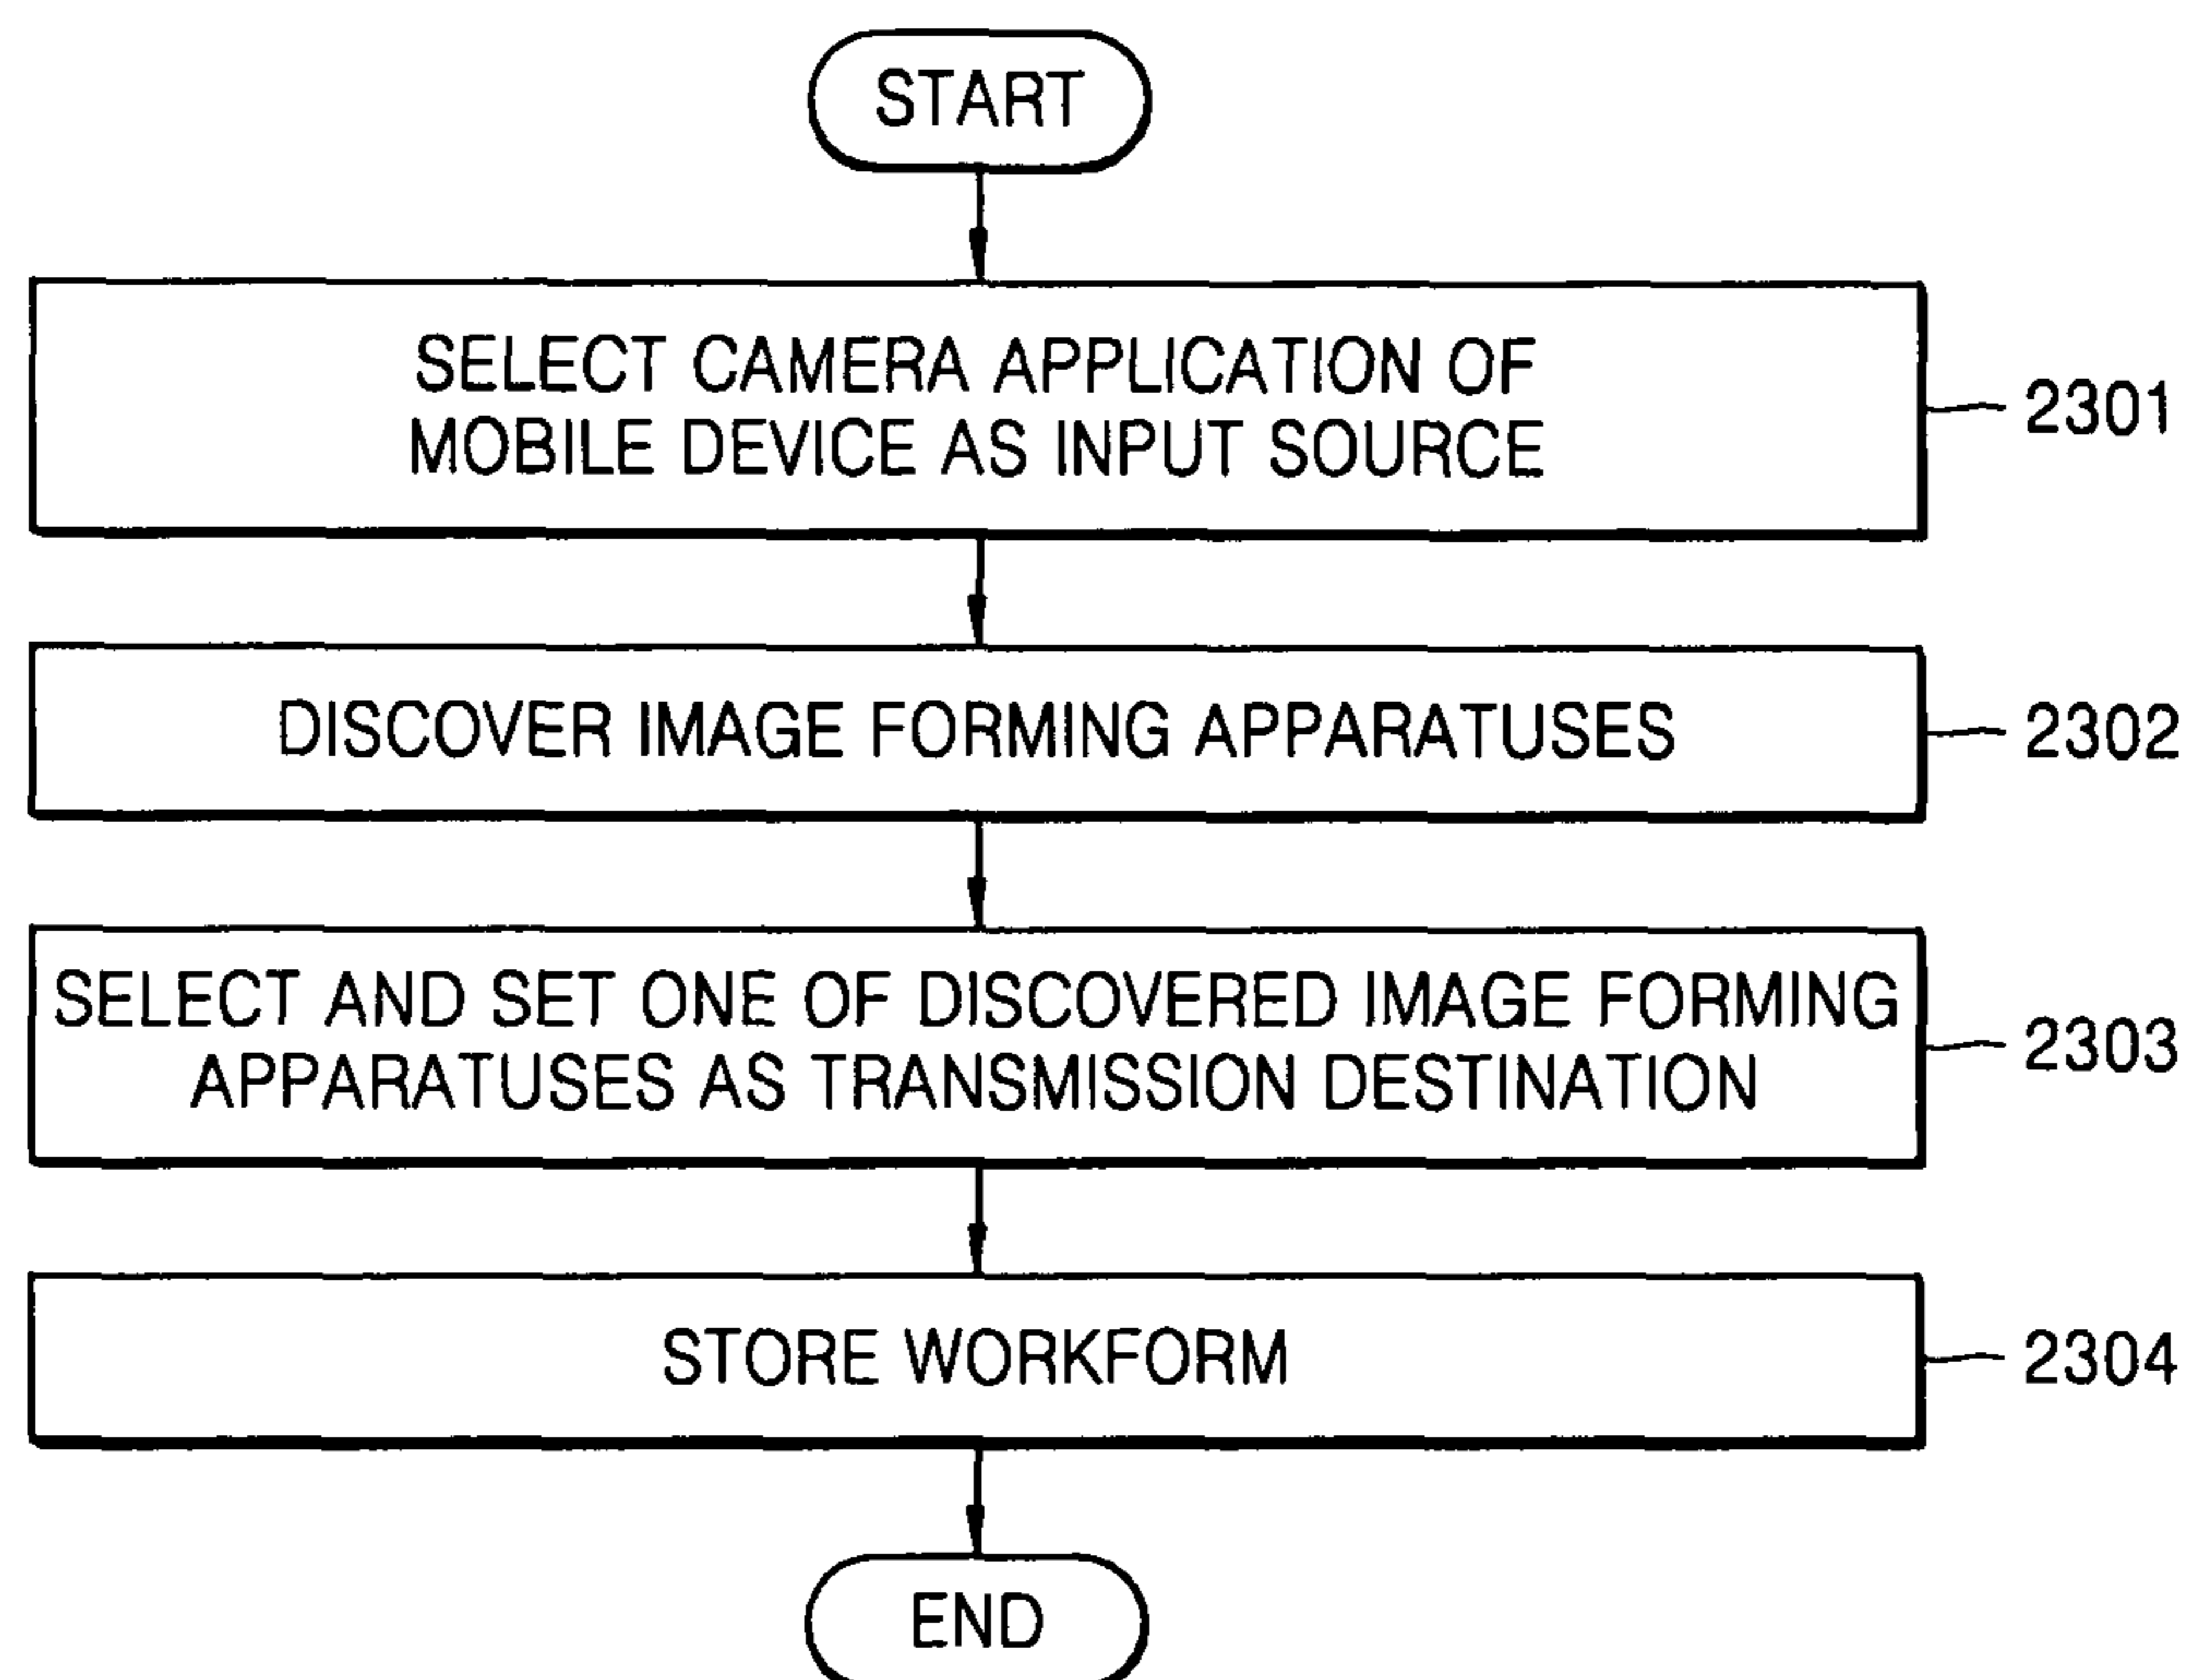 START
SELECT CAMERA APPLICATION OF
MOBILE DEVICE AS INPUT SOURCE
2301
DISCOVER IMAGE FORMING APPARATUSES
2302
SELECT AND SET ONE OF DISCOVERED IMAGE FORMING
APPARATUSES AS TRANSMISSION DESTINATION
2303
STORE WORKFORM
2304
END